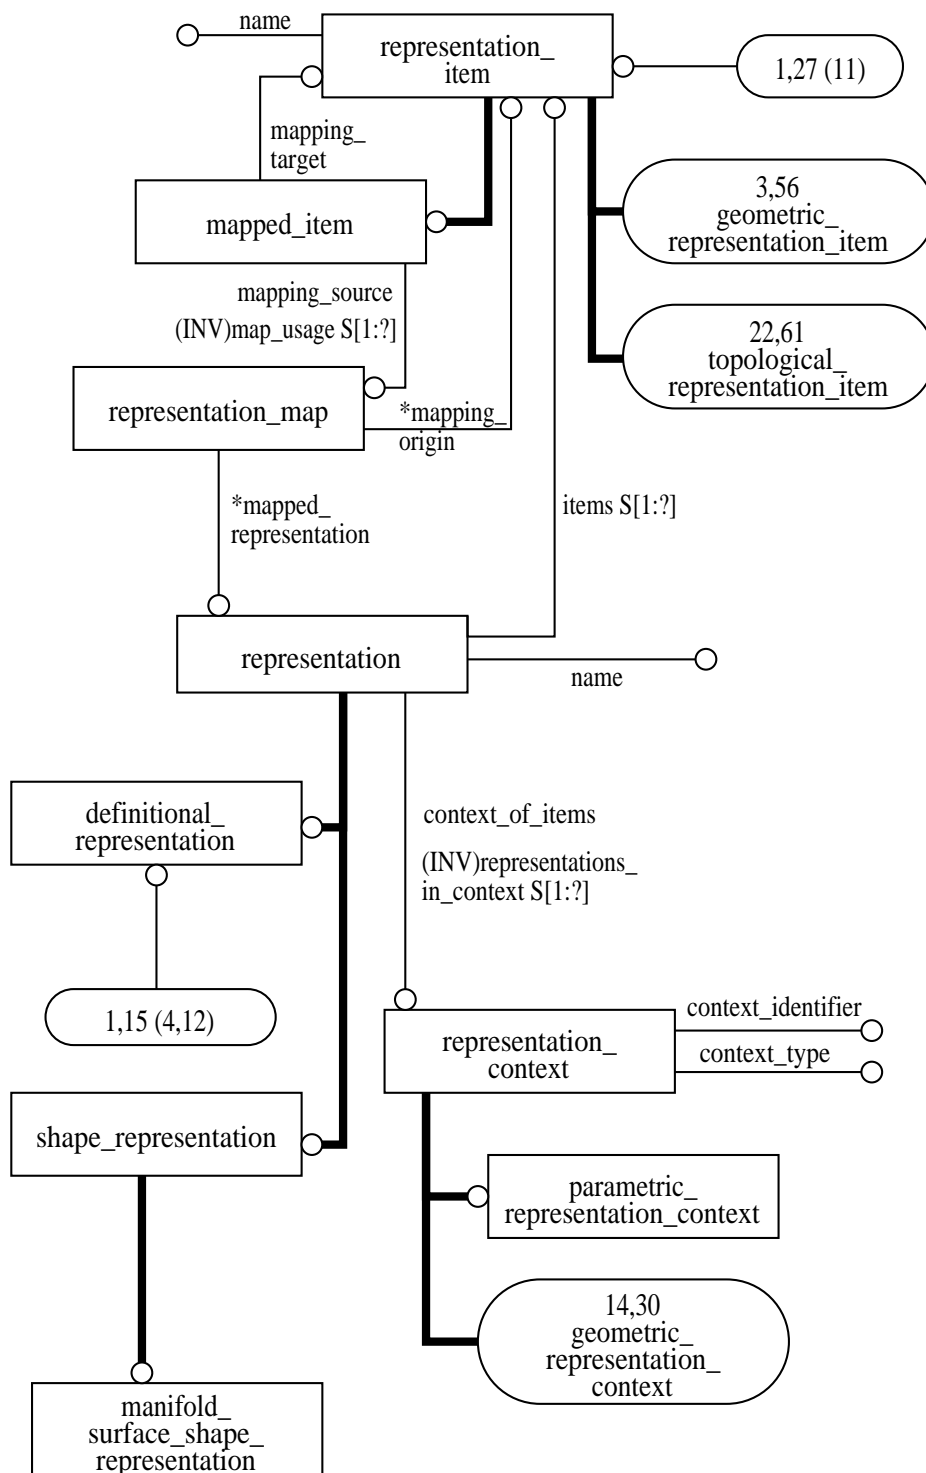 name
representation_
item
1,27 (11)
mapping_
target
3,56
geometric_
representation_item
mapped_item
mapping_source
(INV)map_usage S[1:?]
22,61
topological_
representation_item
representation_map
*mapping_
origin
*mapped_
representation
items S[1:?]
representation
name
definitional_
representation
context_of_items
(INV)representations_
in_context S[1:?]
1,15 (4,12)
representation_
context
context_identifier
context_type
shape_representation
parametric_
representation_context
14,30
geometric_
representation_
context
manifold_
surface_shape_
representation